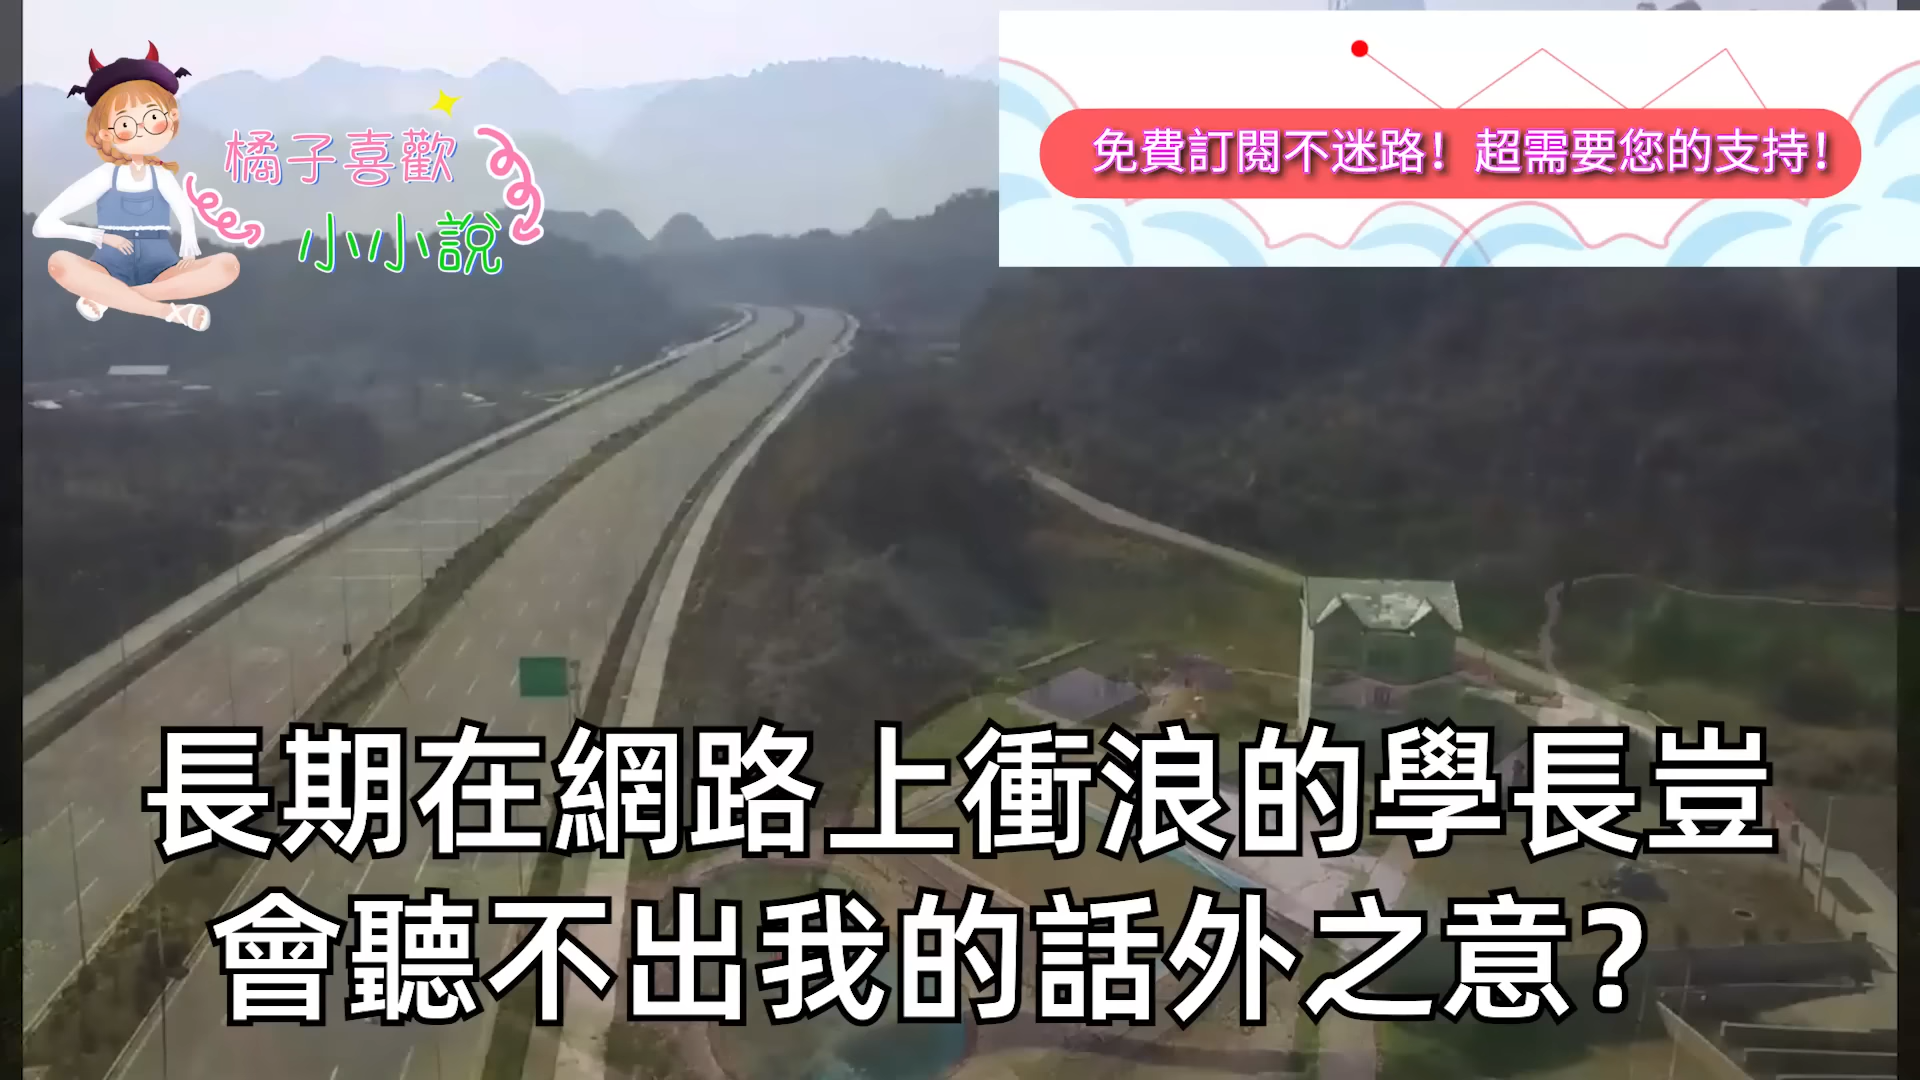 橘子喜歡
小小說
免費訂閱不迷路！超需要您的支持！
長期在網路上衝浪的學長豈
會聽不出我的話外之意？